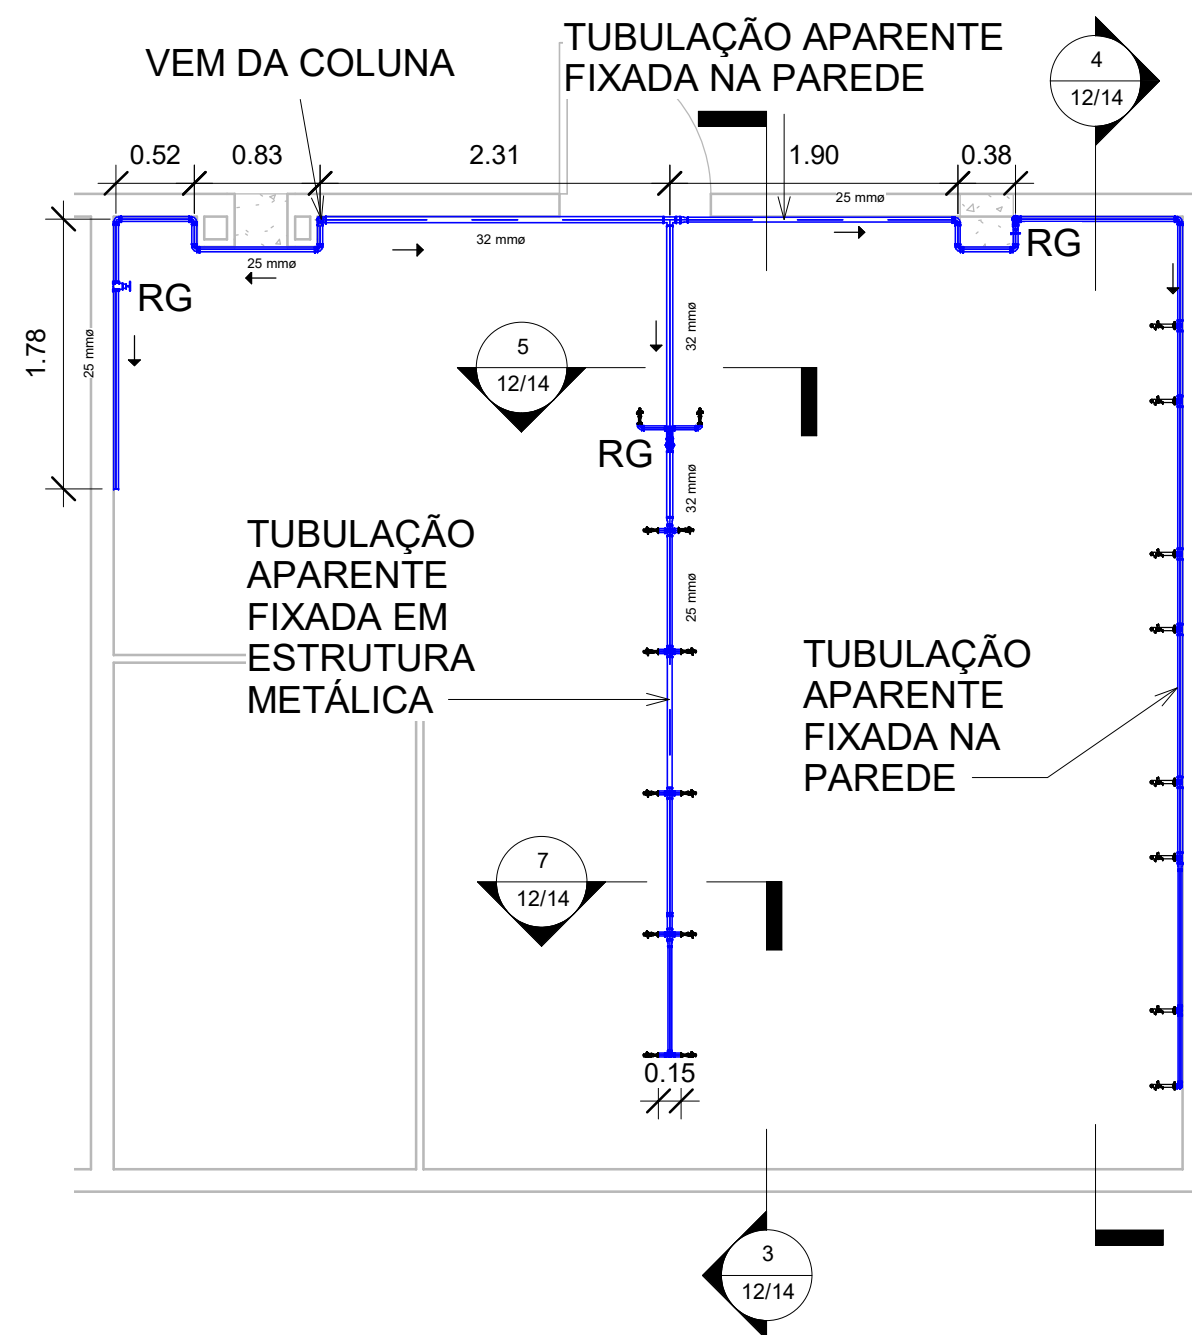 TUBULAÇÃO APARENTE
FIXADA NA PAREDE
VEM DA COLUNA
4
12/14
0.52
0.83
2.31
1.90
0.38
25 mmø
32 mmø
25 mmø
RG
RG
1.78
25 mmø
32 mmø
5
12/14
RG
32 mmø
TUBULAÇÃO
APARENTE
FIXADA EM
ESTRUTURA
METÁLICA
25 mmø
TUBULAÇÃO
APARENTE
FIXADA NA
PAREDE
7
12/14
0.15
3
12/14